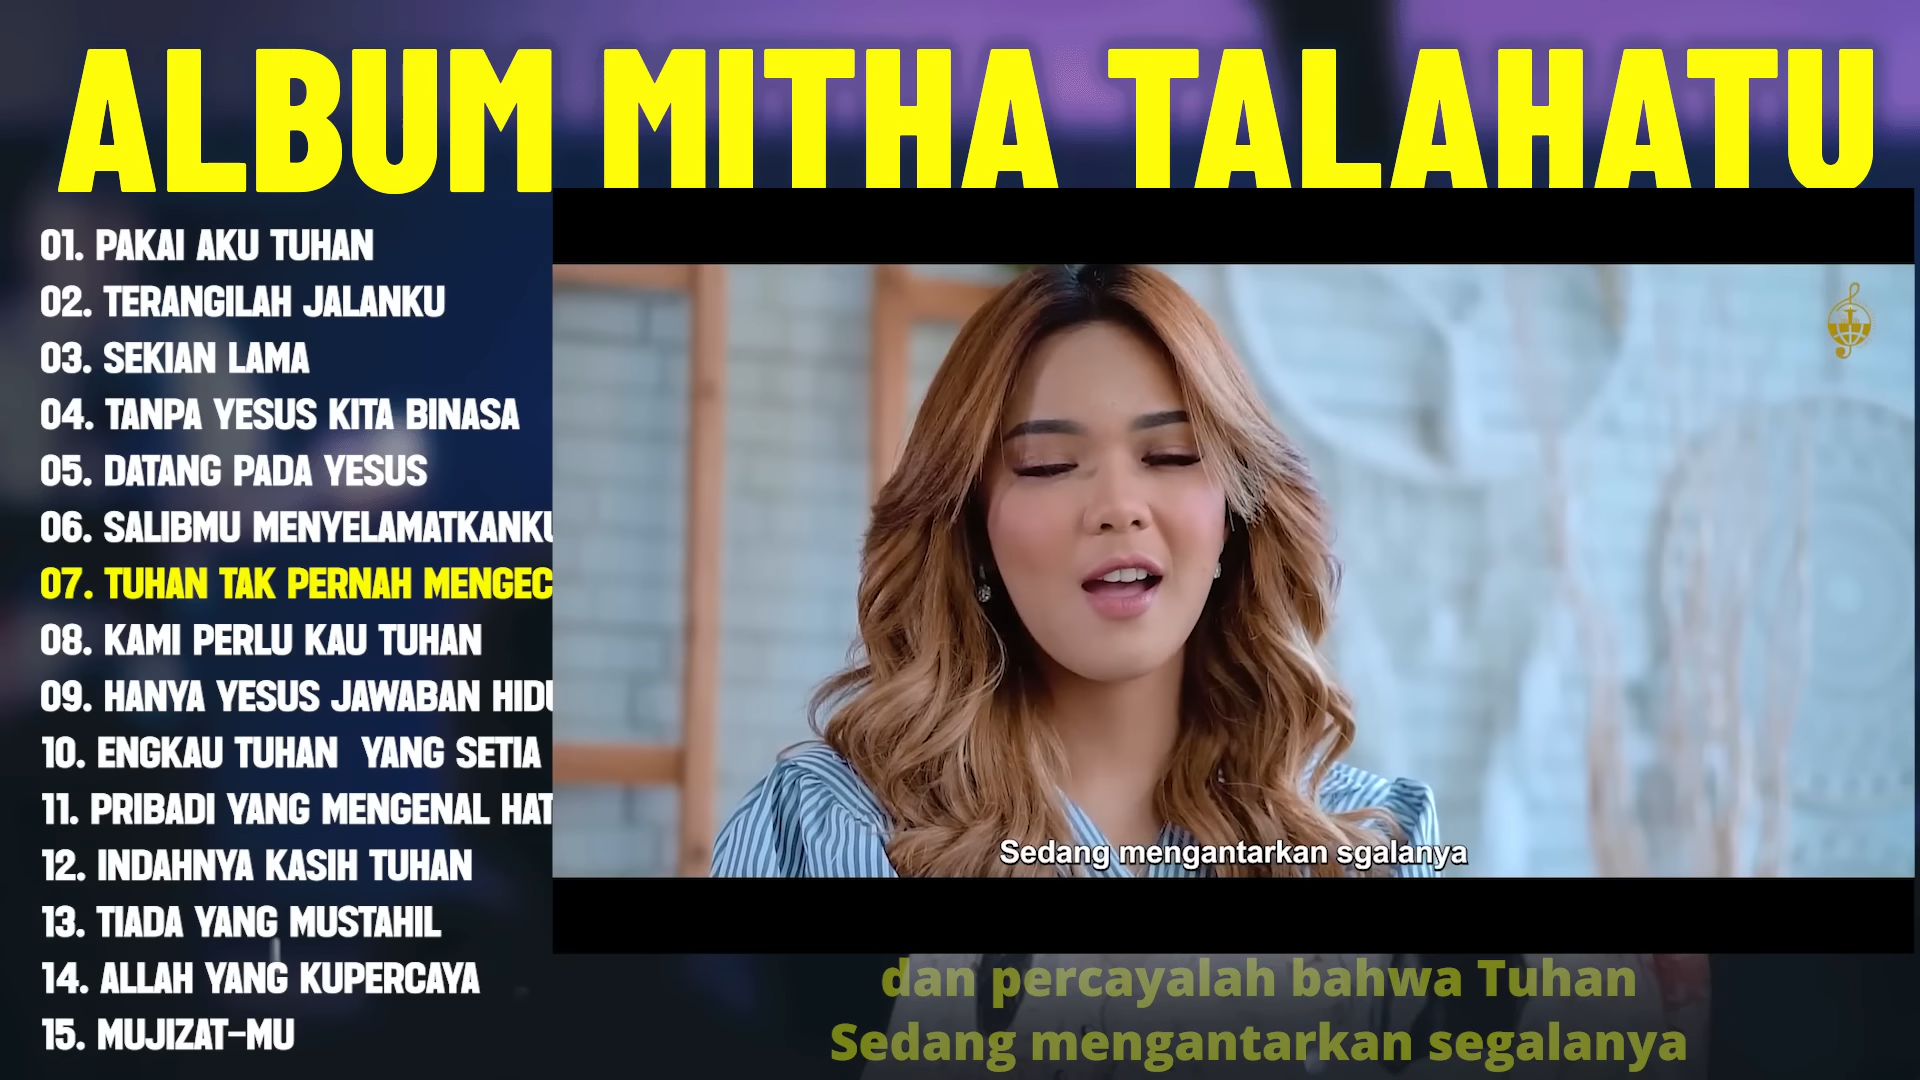 ALBUM MITHA TALAHATU
01. PAKAI AKU TUHAN
02. TERANGILAH JALANKU
03. SEKIAN LAMA
04. TANPA YESUS KITA BINASA
05. DATANG PADA YESUS
06. SALIBMU MENYELAMATKANKU
07. TUHAN TAK PERNAH MENGEC
08. KAMI PERLU KAU TUHAN
09. HANYA YESUS JAWABAN HIDU
10. ENGKAU TUHAN  YANG SETIA
11. PRIBADI YANG MENGENAL HAT
12. INDAHNYA KASIH TUHAN
13. TIADA YANG MUSTAHIL
14. ALLAH YANG KUPERCAYA
15. MUJIZAT-MU
Sedang mengantarkan sgalanya
dan percayalah bahwa Tuhan
Sedang mengantarkan segalanya